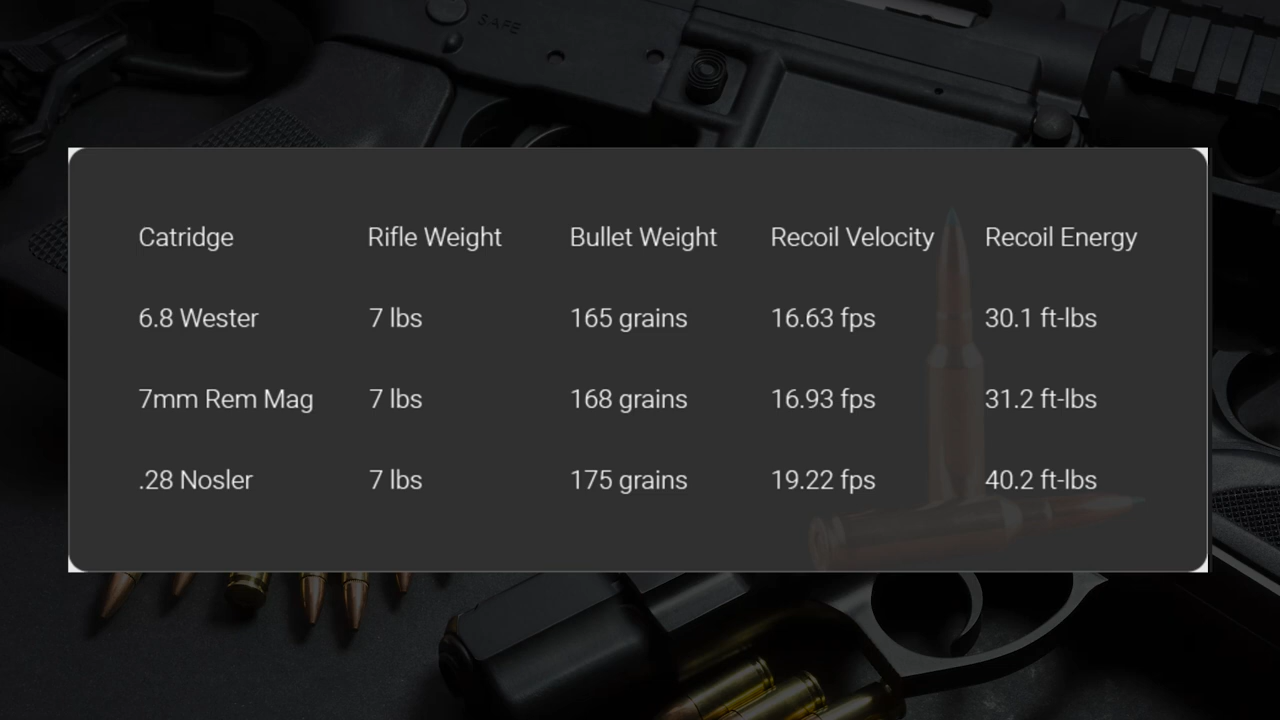 SAFE
Catridge Rifle Weight Bullet Weight Recoil Velocity Recoil Energy
6.8 Wester 7 lbs 165 grains 16.63 fps 30.1 ft-lbs
7mm Rem Mag 7 lbs 168 grains 16.93 fps 31.2 ft-lbs
.28 Nosler 7 lbs 175 grains 19.22 fps 40.2 ft-lbs